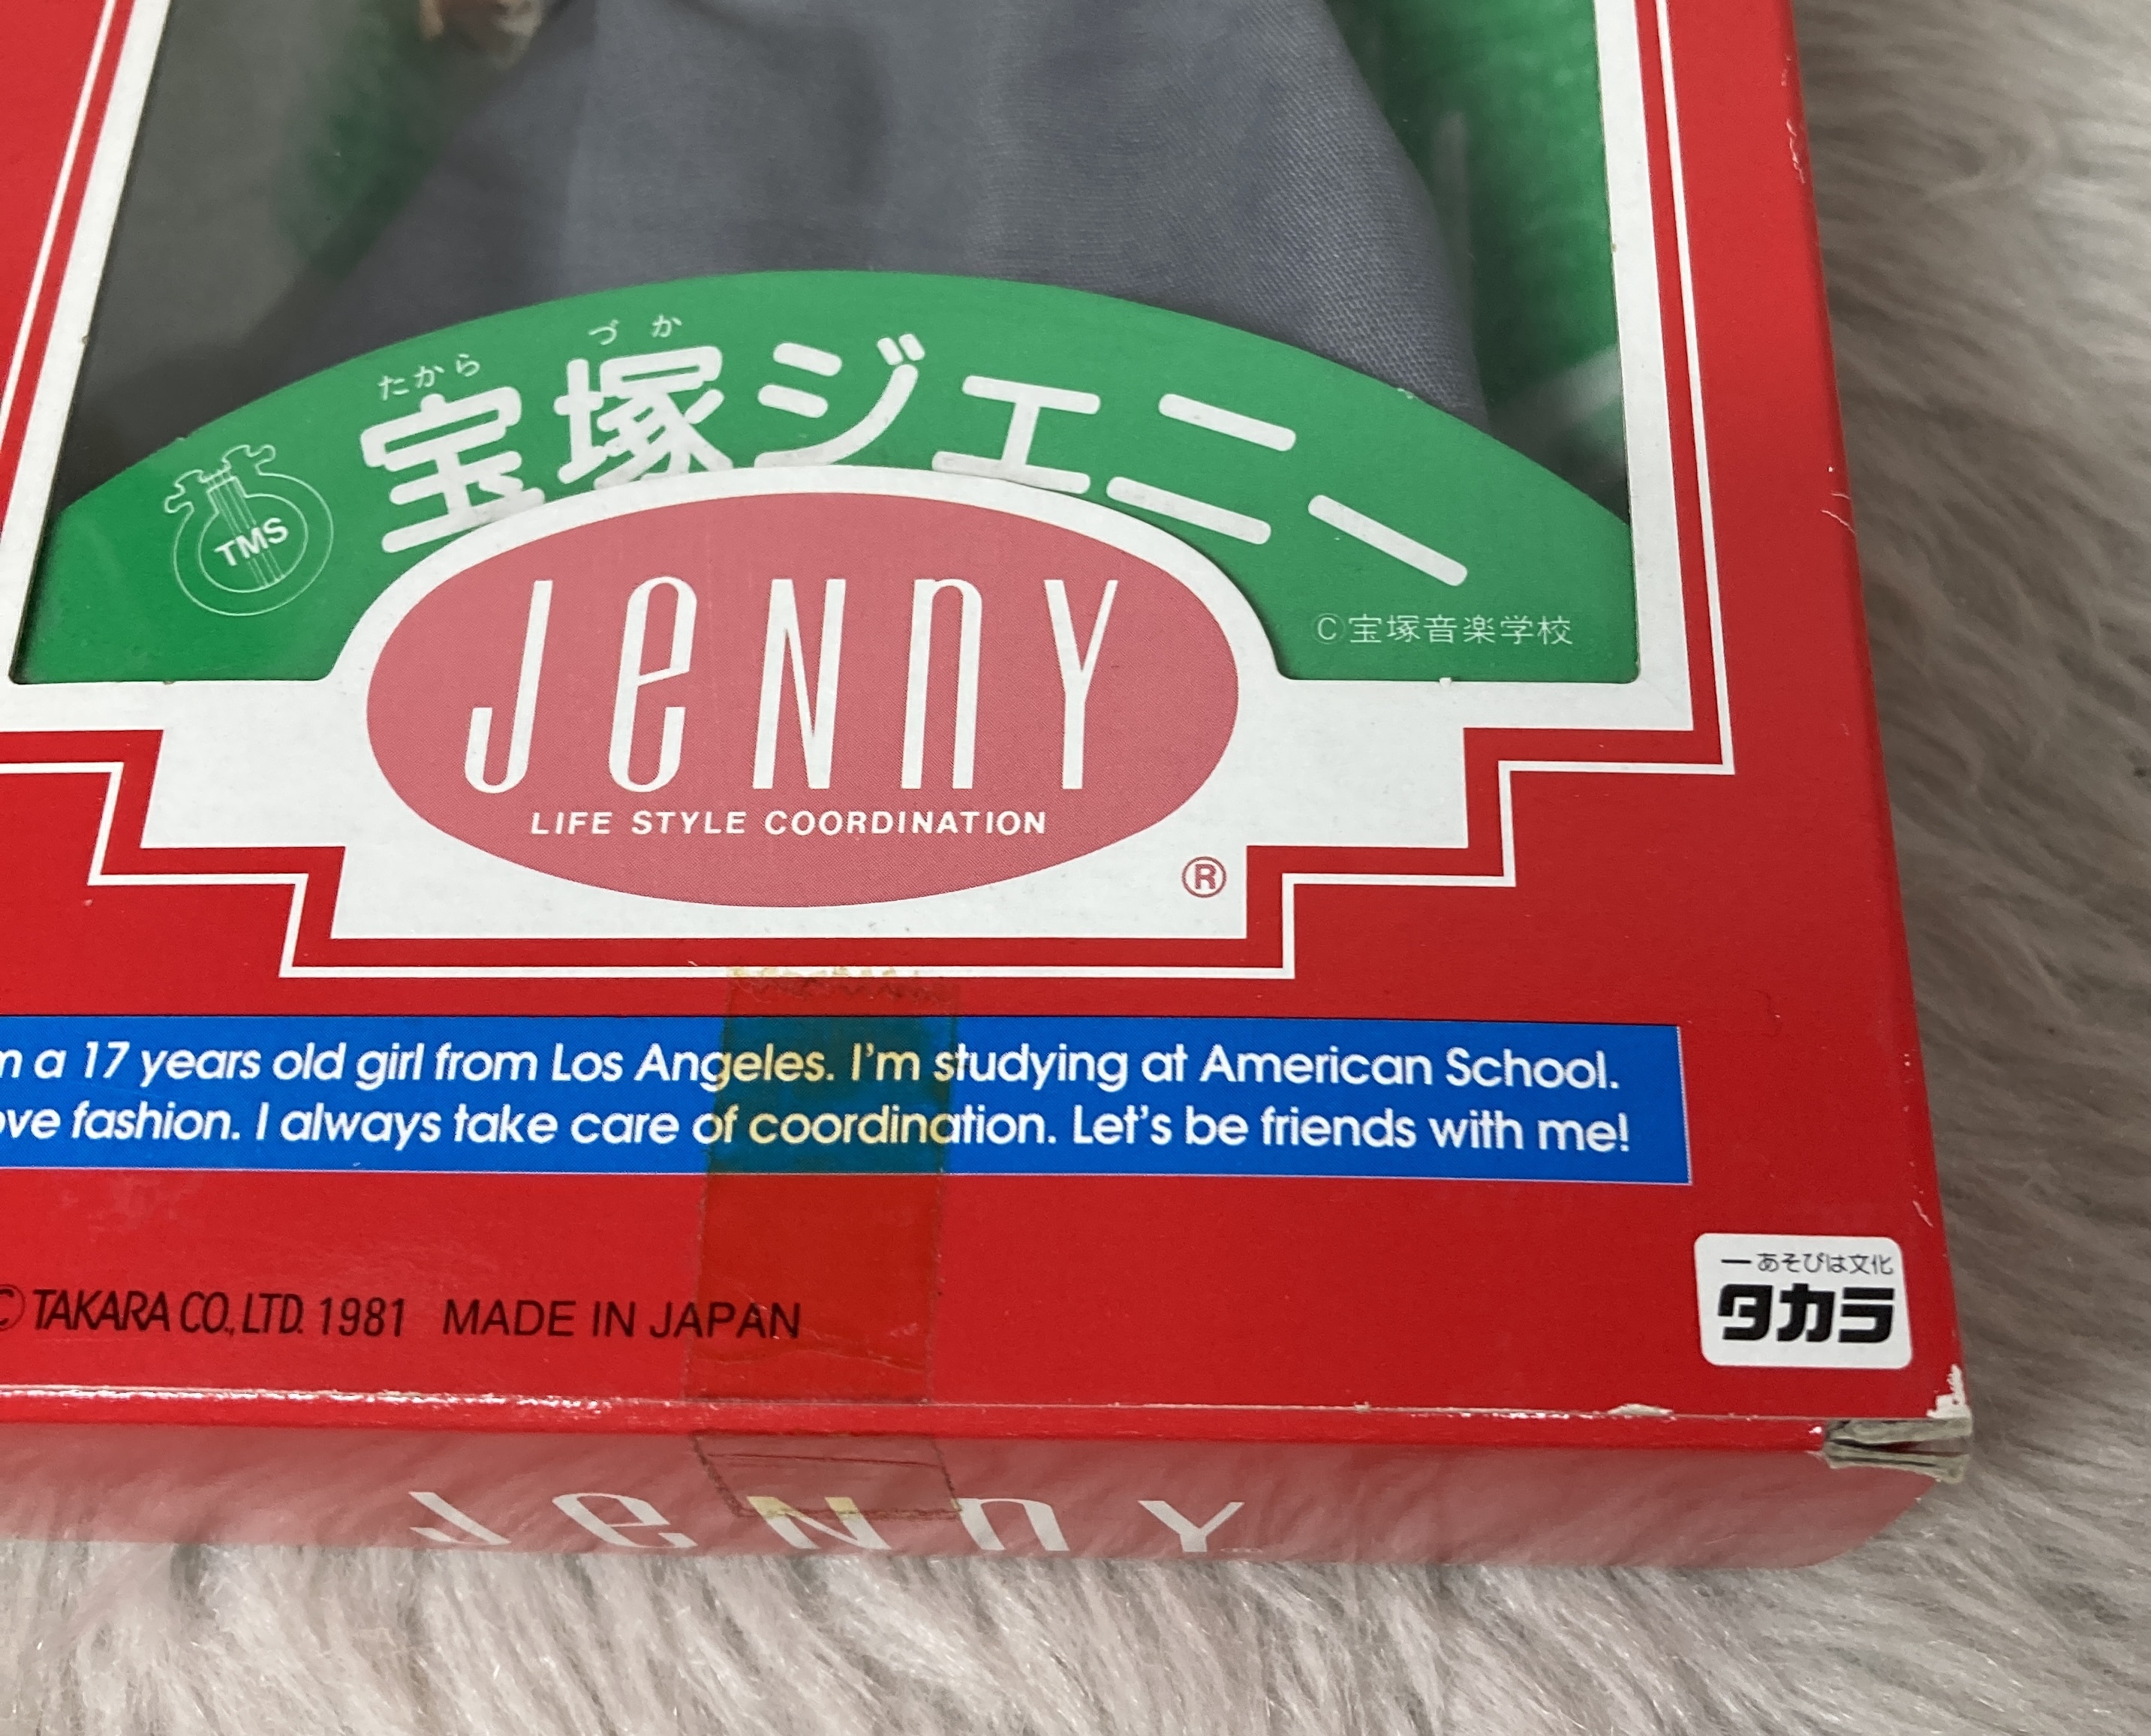 たからづか
宝塚ジェニー
TMS
©宝塚音楽学校
JeNnY
LIFE STYLE COORDINATION
®
a 17 years old girl from Los Angeles. I'm studying at American School.
fashion. I always take care of coordination. Let's be friends with me!
ーあそびは文化
タカラ
© TAKARA CO., LTD. 1981 MADE IN JAPAN
JeNnY